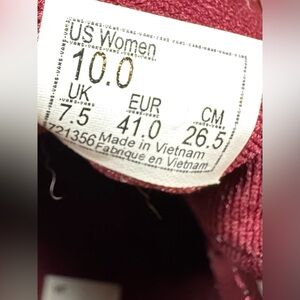 US Women
10.0
UK EUR CM
7.5 41.0 26.5
721356 Made in Vietnam
Fabriqué en Vietnam